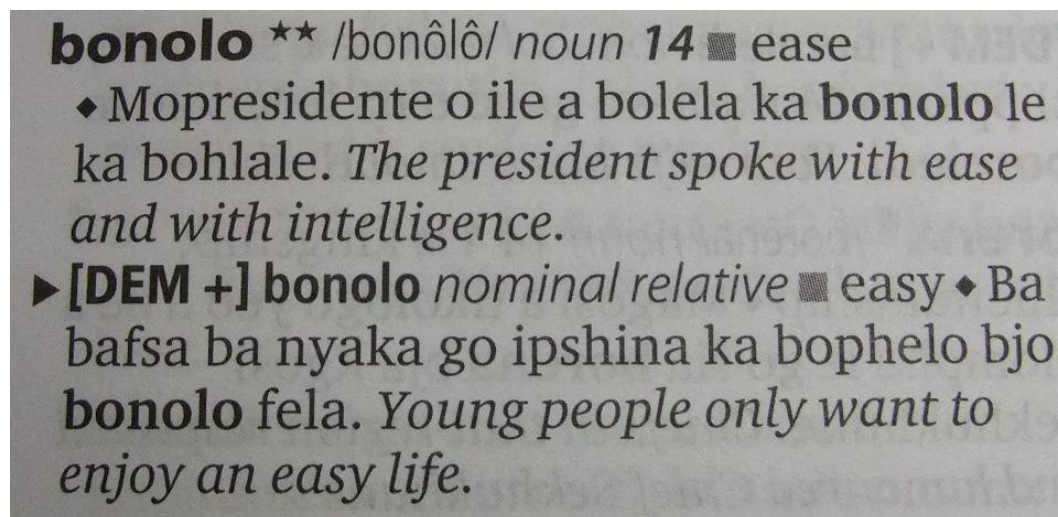 bonolo ★★ /bonôlô/ noun 14 ■ ease
◆ Mopresidente o ile a bolela ka bonolo le
ka bohlale. The president spoke with ease
and with intelligence.
▶ [DEM +] bonolo nominal relative ■ easy ◆ Ba
bafsa ba nyaka go ipshina ka bophelo bjo
bonolo fela. Young people only want to
enjoy an easy life.